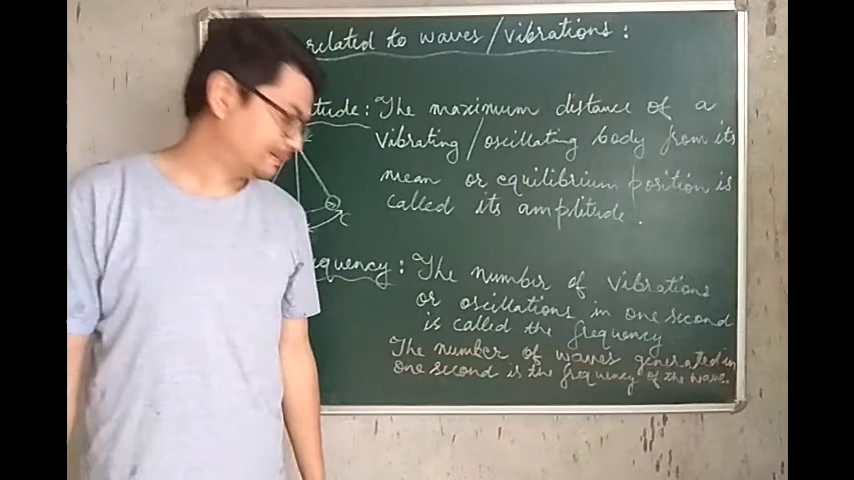 related to waves/vibrations:
The maximum distance of a
vibrating/oscillating body from its
mean or equilibrium position is
called its amplitude.
C
The number of vibrations
or oscillations in one second
is called the frequency
The number of waves generated in
one second is the frequency of the wave.